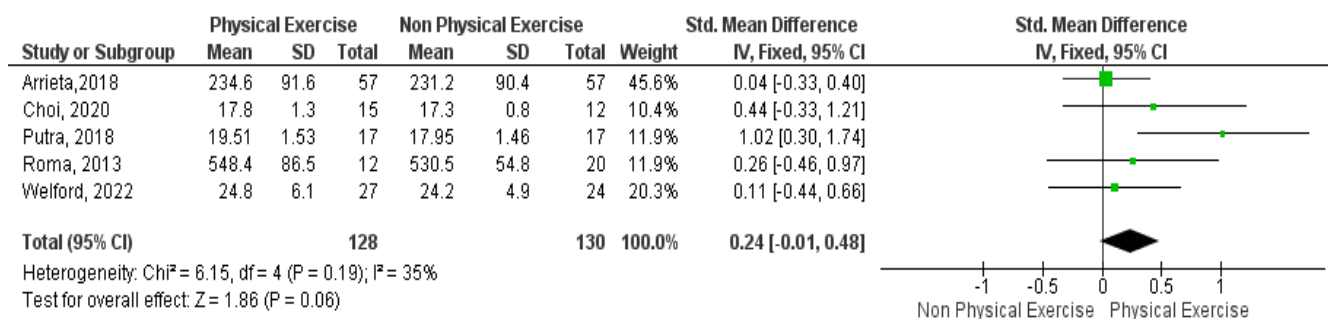 Physical Exercise Non Physical Exercise Std. Mean Difference Std. Mean Difference
Study or Subgroup Mean SD Total Mean SD Total Weight IV, Fixed, 95% CI IV, Fixed, 95% CI
Arrieta,2018 234.6 91.6 57 231.2 90.4 57 45.6% 0.04 [-0.33, 0.40]
Choi, 2020 17.8 1.3 15 17.3 0.8 12 10.4% 0.44 [-0.33, 1.21]
Putra, 2018 19.51 1.53 17 17.95 1.46 17 11.9% 1.02 [0.30, 1.74]
Roma, 2013 548.4 86.5 12 530.5 54.8 20 11.9% 0.26 [-0.46, 0.97]
Welford, 2022 24.8 6.1 27 24.2 4.9 24 20.3% 0.11 [-0.44, 0.66]
Total (95% CI) 128 130 100.0% 0.24 [-0.01, 0.48]
Heterogeneity: Chi² = 6.15, df = 4 (P = 0.19); I² = 35%
Test for overall effect: Z = 1.86 (P = 0.06)
-1 -0.5 0 0.5 1
Non Physical Exercise Physical Exercise